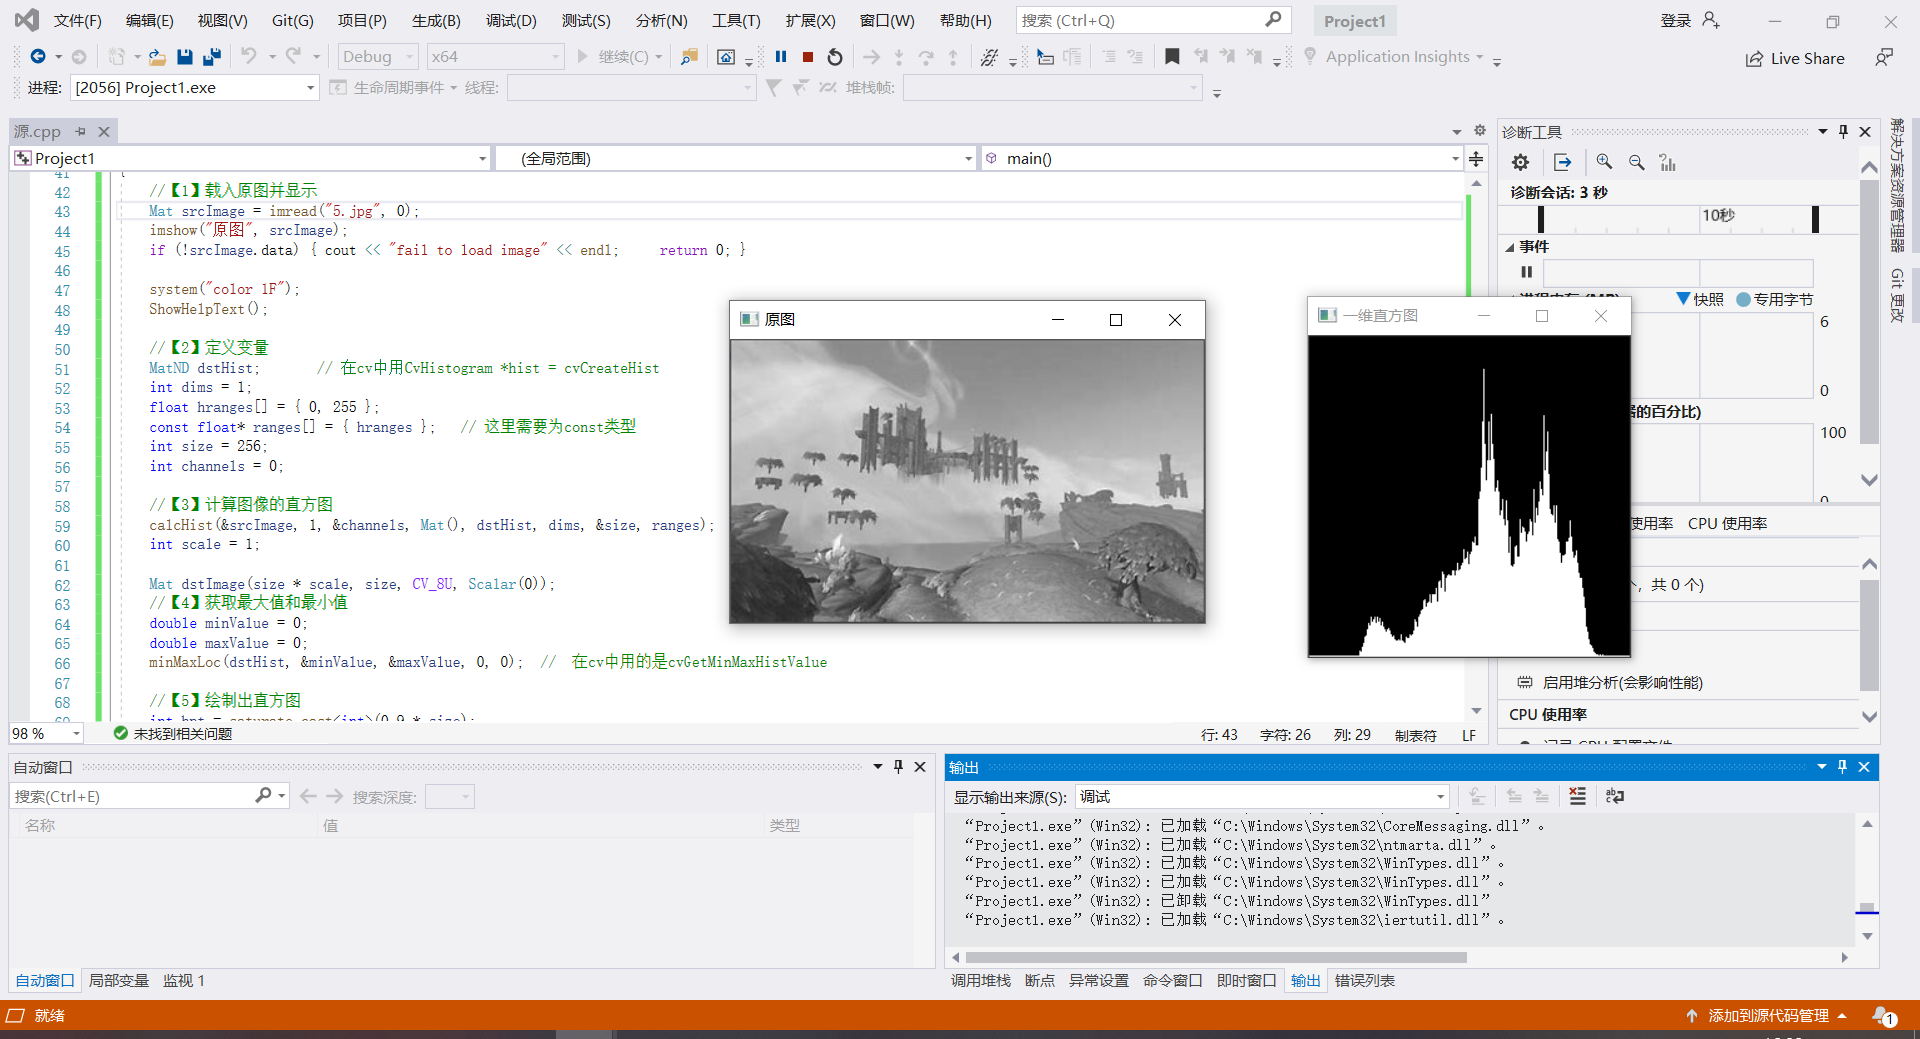 文件(F) 编辑(E) 视图(V) Git(G) 项目(P) 生成(B) 调试(D) 测试(S) 分析(N) 工具(T) 扩展(X) 窗口(W) 帮助(H) 搜索 (Ctrl+Q) Project1 登录
Debug x64 继续(C) Application Insights Live Share
进程: [2056] Project1.exe 生命周期事件 线程: 堆栈帧:
源.cpp
Project1 (全局范围) main()
41 {
42 //【1】载入原图并显示
43 Mat srcImage = imread("5.jpg", 0);
44 imshow("原图", srcImage);
45 if (!srcImage.data) { cout << "fail to load image" << endl; return 0; }
46
47 system("color 1F");
48 ShowHelpText();
49
50 //【2】定义变量
51 MatND dstHist; // 在cv中用CvHistogram *hist = cvCreateHist
52 int dims = 1;
53 float hranges[] = { 0, 255 };
54 const float* ranges[] = { hranges }; // 这里需要为const类型
55 int size = 256;
56 int channels = 0;
57
58 //【3】计算图像的直方图
59 calcHist(&srcImage, 1, &channels, Mat(), dstHist, dims, &size, ranges);
60 int scale = 1;
61
62 Mat dstImage(size * scale, size, CV_8U, Scalar(0));
63 //【4】获取最大值和最小值
64 double minValue = 0;
65 double maxValue = 0;
66 minMaxLoc(dstHist, &minValue, &maxValue, 0, 0); // 在cv中用的是cvGetMinMaxHistValue
67
68 //【5】绘制出直方图
69 int hpt = saturate_cast<int>(0.9 * size);
98 % 未找到相关问题 行: 43 字符: 26 列: 29 制表符 LF
原图
一维直方图
诊断工具
诊断会话: 3 秒
10秒
事件
进程内存 (MB) 快照 专用字节
6
0
的百分比)
100
0
使用率 CPU 使用率
个, 共 0 个)
启用堆分析(会影响性能)
CPU 使用率
记录 CPU 配置文件
解决方案资源管理器
Git 更改
自动窗口
搜索(Ctrl+E) 搜索深度:
名称 值 类型
自动窗口 局部变量 监视 1
输出
显示输出来源(S): 调试
“Project1.exe”(Win32): 已加载“C:\Windows\System32\CoreMessaging.dll”。
“Project1.exe”(Win32): 已加载“C:\Windows\System32\ntmarta.dll”。
“Project1.exe”(Win32): 已加载“C:\Windows\System32\WinTypes.dll”。
“Project1.exe”(Win32): 已加载“C:\Windows\System32\WinTypes.dll”。
“Project1.exe”(Win32): 已卸载“C:\Windows\System32\WinTypes.dll”
“Project1.exe”(Win32): 已加载“C:\Windows\System32\iertutil.dll”。
调用堆栈 断点 异常设置 命令窗口 即时窗口 输出 错误列表
就绪 添加到源代码管理 1